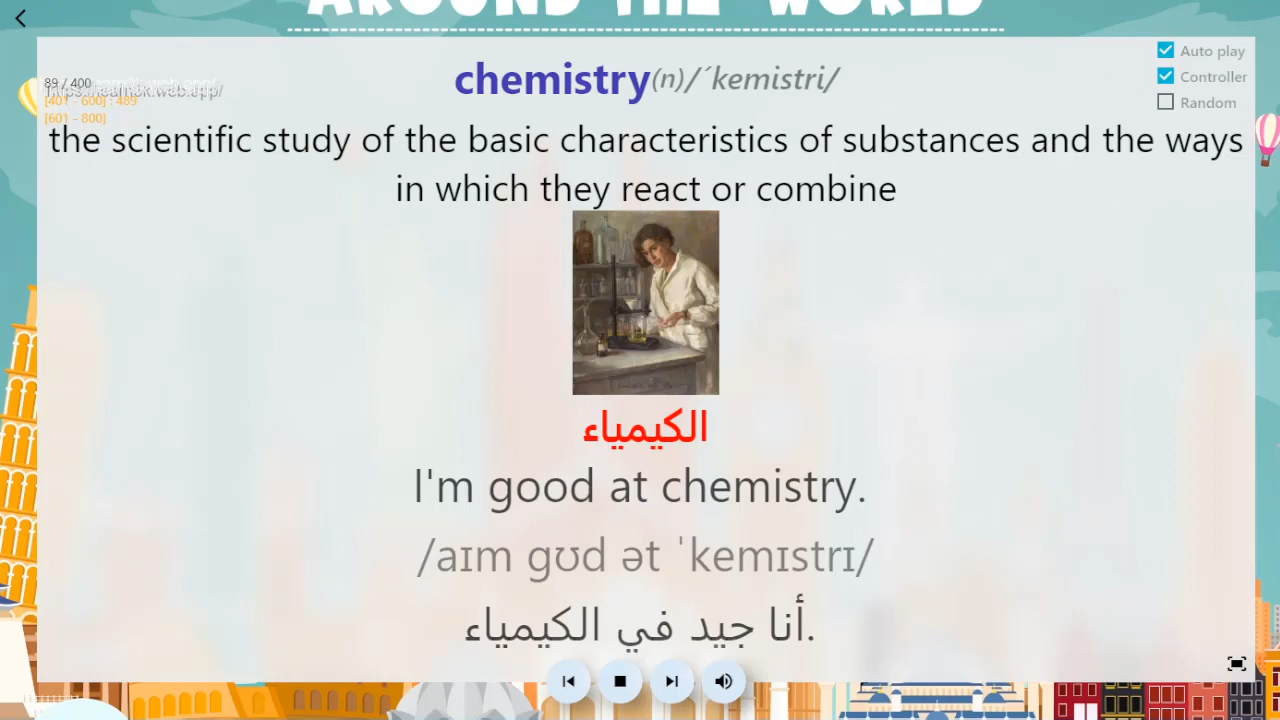 AROUND THE WORLD
chemistry(n)/ˊkemistri/
Auto play
Controller
Random
89 / 400
[401 - 600] : 489
[601 - 800]
the scientific study of the basic characteristics of substances and the ways
in which they react or combine
الكيمياء
I'm good at chemistry.
/aɪm gʊd ət ˈkemɪstrɪ/
أنا جيد في الكيمياء.